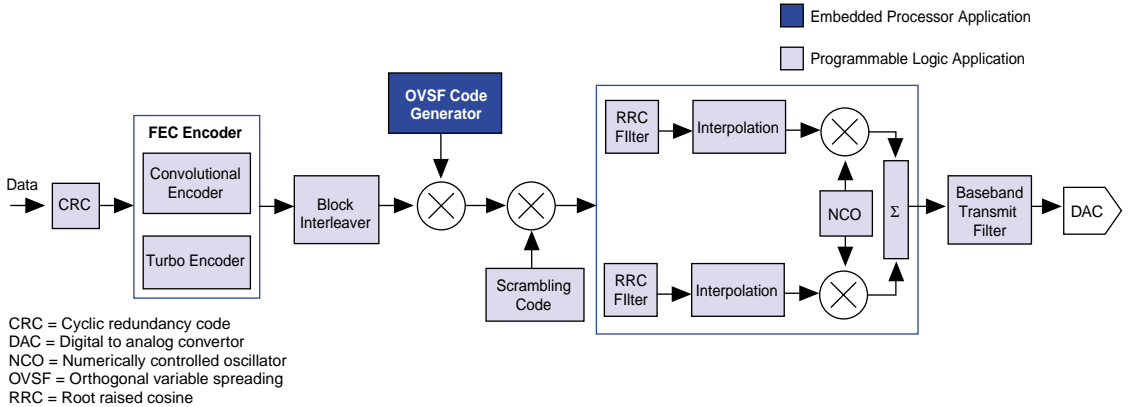 Embedded Processor Application
Programmable Logic Application
OVSF Code
Generator
FEC Encoder
RRC
FIlter
Interpolation
Convolutional
Encoder
Data
CRC
Block
Interleaver
NCO
Σ
Baseband
Transmit
Filter
DAC
Turbo Encoder
Scrambling
Code
RRC
FIlter
Interpolation
CRC = Cyclic redundancy code
DAC = Digital to analog convertor
NCO = Numerically controlled oscillator
OVSF = Orthogonal variable spreading
RRC = Root raised cosine